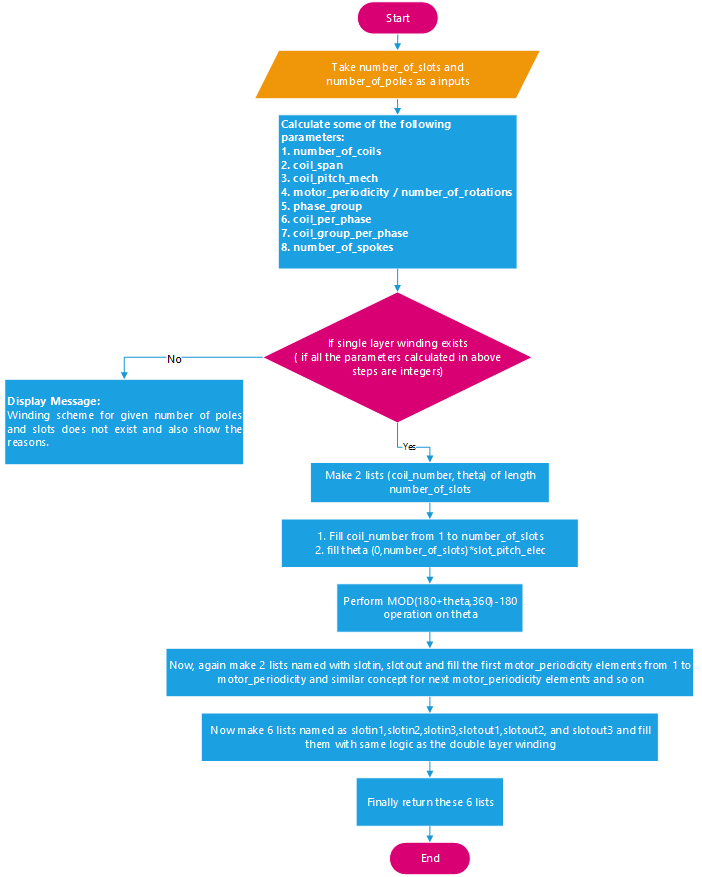 Start
Take number_of_slots and
number_of_poles as a inputs
Calculate some of the following
parameters:
1. number_of_coils
2. coil_span
3. coil_pitch_mech
4. motor_periodicity / number_of_rotations
5. phase_group
6. coil_per_phase
7. coil_group_per_phase
8. number_of_spokes
If single layer winding exists
( if all the parameters calculated in above
steps are integers)
No
Display Message:
Winding scheme for given number of poles
and slots does not exist and also show the
reasons.
Yes
Make 2 lists (coil_number, theta) of length
number_of_slots
1. Fill coil_number from 1 to number_of_slots
2. fill theta (0,number_of_slots)*slot_pitch_elec
Perform MOD(180+theta,360)-180
operation on theta
Now, again make 2 lists named with slotin, slotout and fill the first motor_periodicity elements from 1 to
motor_periodicity and similar concept for next motor_periodicity elements and so on
Now make 6 lists named as slotin1,slotin2,slotin3,slotout1,slotout2, and slotout3 and fill
them with same logic as the double layer winding
Finally return these 6 lists
End